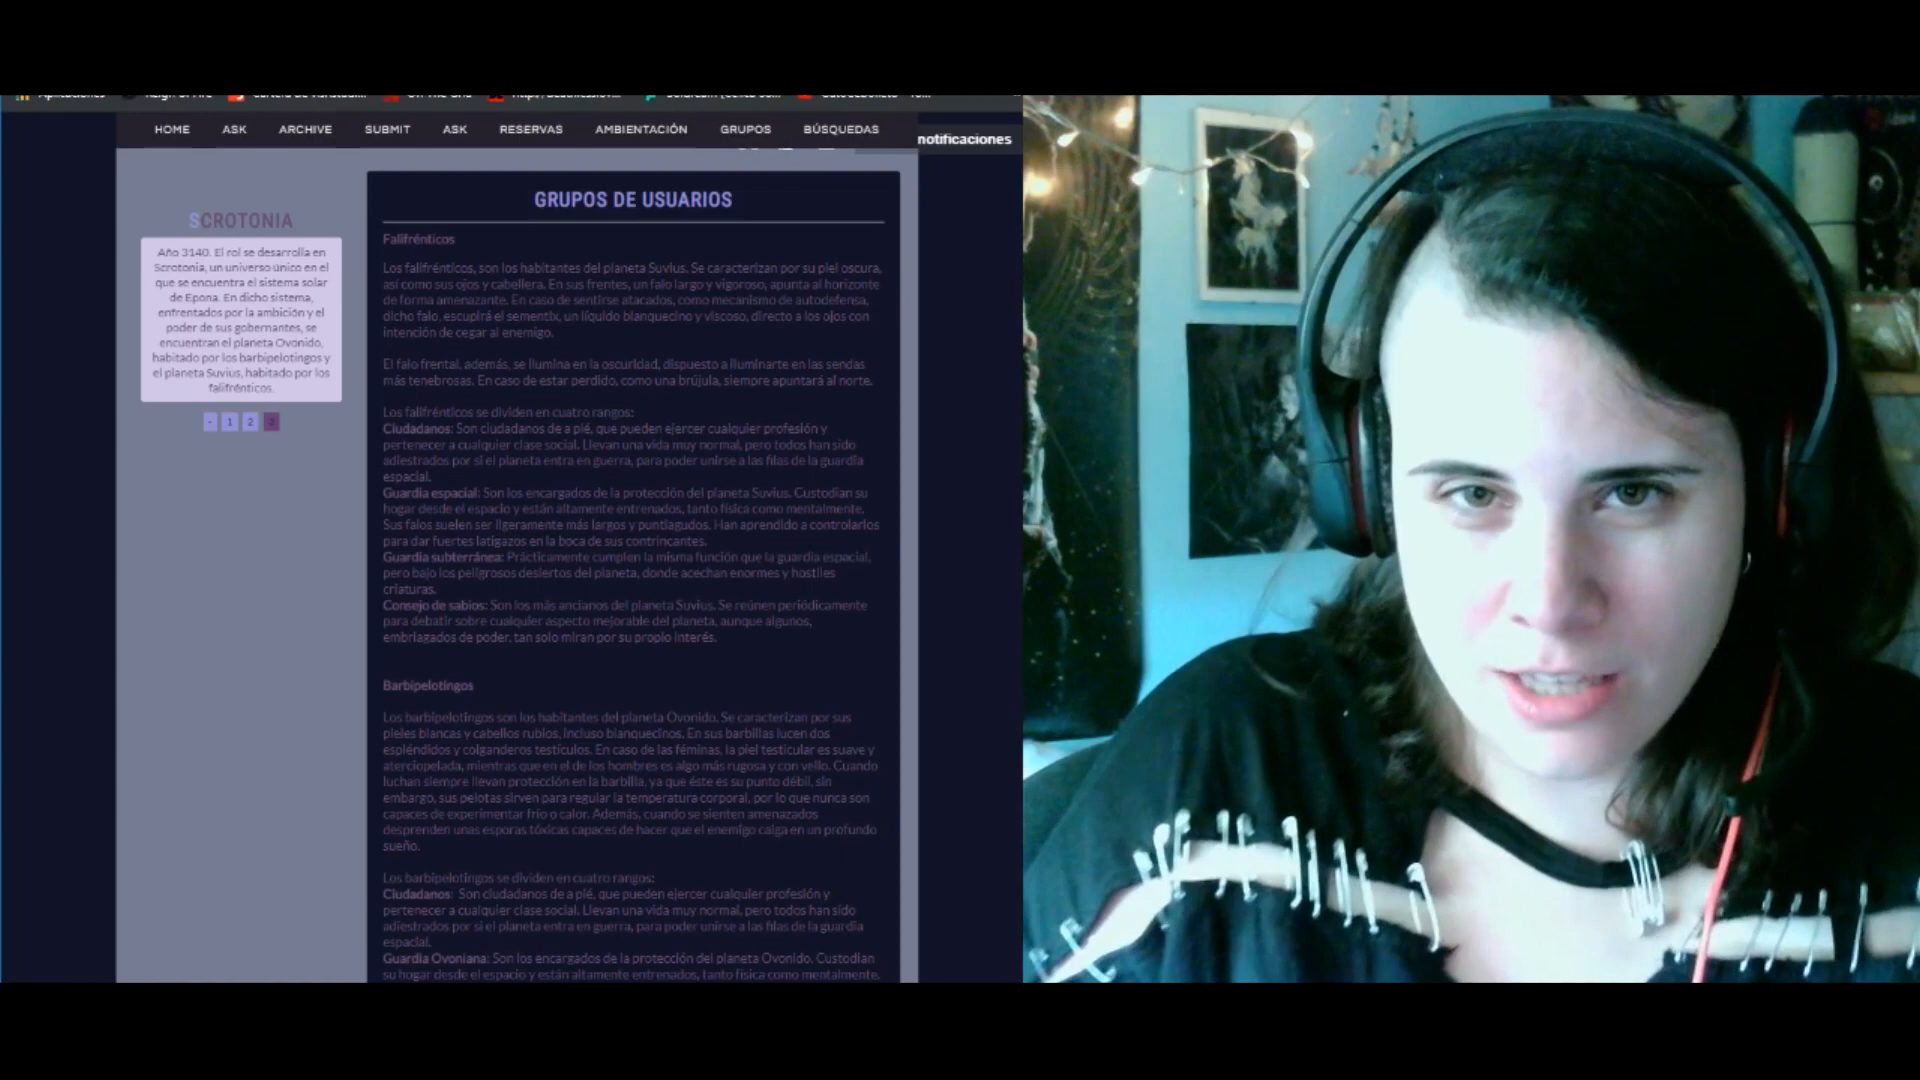 HOME ASK ARCHIVE SUBMIT ASK RESERVAS AMBIENTACIÓN GRUPOS BÚSQUEDAS
notificaciones
SCROTONIA
Año 3140. El rol se desarrolla en
Scrotonia, un universo único en el
que se encuentra el sistema solar
de Epona. En dicho sistema,
enfrentados por la ambición y el
poder de sus gobernantes, se
encuentran el planeta Ovonido,
habitado por los barbipelotingos y
el planeta Suvius, habitado por los
falifrénticos.
- 1 2 3
GRUPOS DE USUARIOS
Falifrénticos
Los falifrénticos, son los habitantes del planeta Suvius. Se caracterizan por su piel oscura,
así como sus ojos y cabellera. En sus frentes, un falo largo y vigoroso, apunta al horizonte
de forma amenazante. En caso de sentirse atacados, como mecanismo de autodefensa,
dicho falo, escupirá el sementix, un líquido blanquecino y viscoso, directo a los ojos con
intención de cegar al enemigo.
El falo frontal, además, se ilumina en la oscuridad, dispuesto a iluminarte en las sendas
más tenebrosas. En caso de estar perdido, como una brújula, siempre apuntará al norte.
Los falifrénticos se dividen en cuatro rangos:
Ciudadanos: Son ciudadanos de a pié, que pueden ejercer cualquier profesión y
pertenecer a cualquier clase social. Llevan una vida muy normal, pero todos han sido
adiestrados por si el planeta entra en guerra, para poder unirse a las filas de la guardia
espacial.
Guardia espacial: Son los encargados de la protección del planeta Suvius. Custodian su
hogar desde el espacio y están altamente entrenados, tanto física como mentalmente.
Sus falos suelen ser ligeramente más largos y puntiagudos. Han aprendido a controlarlos
para dar fuertes latigazos en la boca de sus contrincantes.
Guardia subterránea: Prácticamente cumplen la misma función que la guardia espacial,
pero bajo los peligrosos desiertos del planeta, donde acechan enormes y hostiles
criaturas.
Consejo de sabios: Son los más ancianos del planeta Suvius. Se reúnen periódicamente
para debatir sobre cualquier aspecto mejorable del planeta, aunque algunos,
embriagados de poder, tan solo miran por su propio interés.
Barbipelotingos
Los barbipelotingos son los habitantes del planeta Ovonido. Se caracterizan por sus
pieles blancas y cabellos rubios, incluso blanquecinos. En sus barbillas lucen dos
espléndidos y colganderos testículos. En caso de las féminas, la piel testicular es suave y
aterciopelada, mientras que en el de los hombres es algo más rugosa y con vello. Cuando
luchan siempre llevan protección en la barbilla, ya que éste es su punto débil, sin
embargo, sus pelotas sirven para regular la temperatura corporal, por lo que nunca son
capaces de experimentar frío o calor. Además, cuando se sienten amenazados
desprenden unas esporas tóxicas capaces de hacer que el enemigo caiga en un profundo
sueño.
Los barbipelotingos se dividen en cuatro rangos:
Ciudadanos: Son ciudadanos de a pié, que pueden ejercer cualquier profesión y
pertenecer a cualquier clase social. Llevan una vida muy normal, pero todos han sido
adiestrados por si el planeta entra en guerra, para poder unirse a las filas de la guardia
espacial.
Guardia Ovoniana: Son los encargados de la protección del planeta Ovonido. Custodian
su hogar desde el espacio y están altamente entrenados, tanto física como mentalmente.